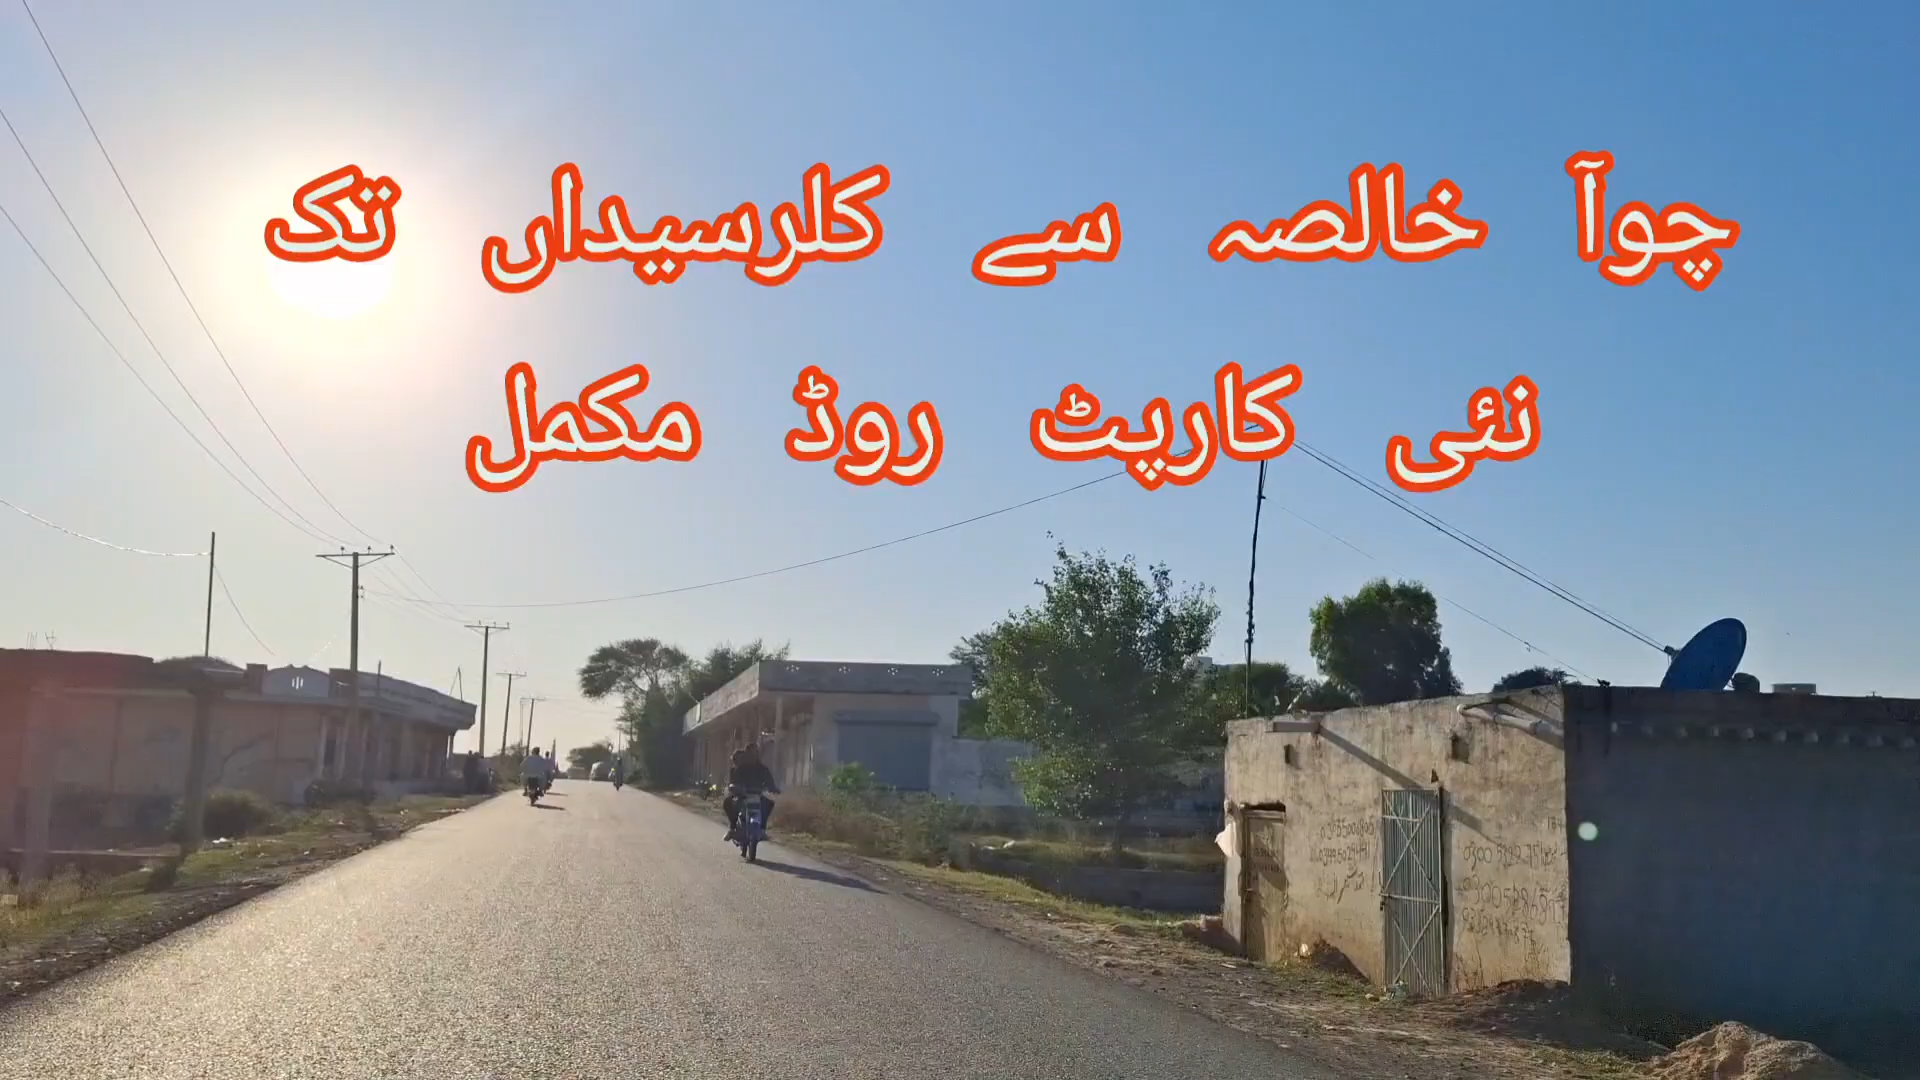 چوآ خالصہ سے کلرسیداں تک
نئی کارپٹ روڈ مکمل